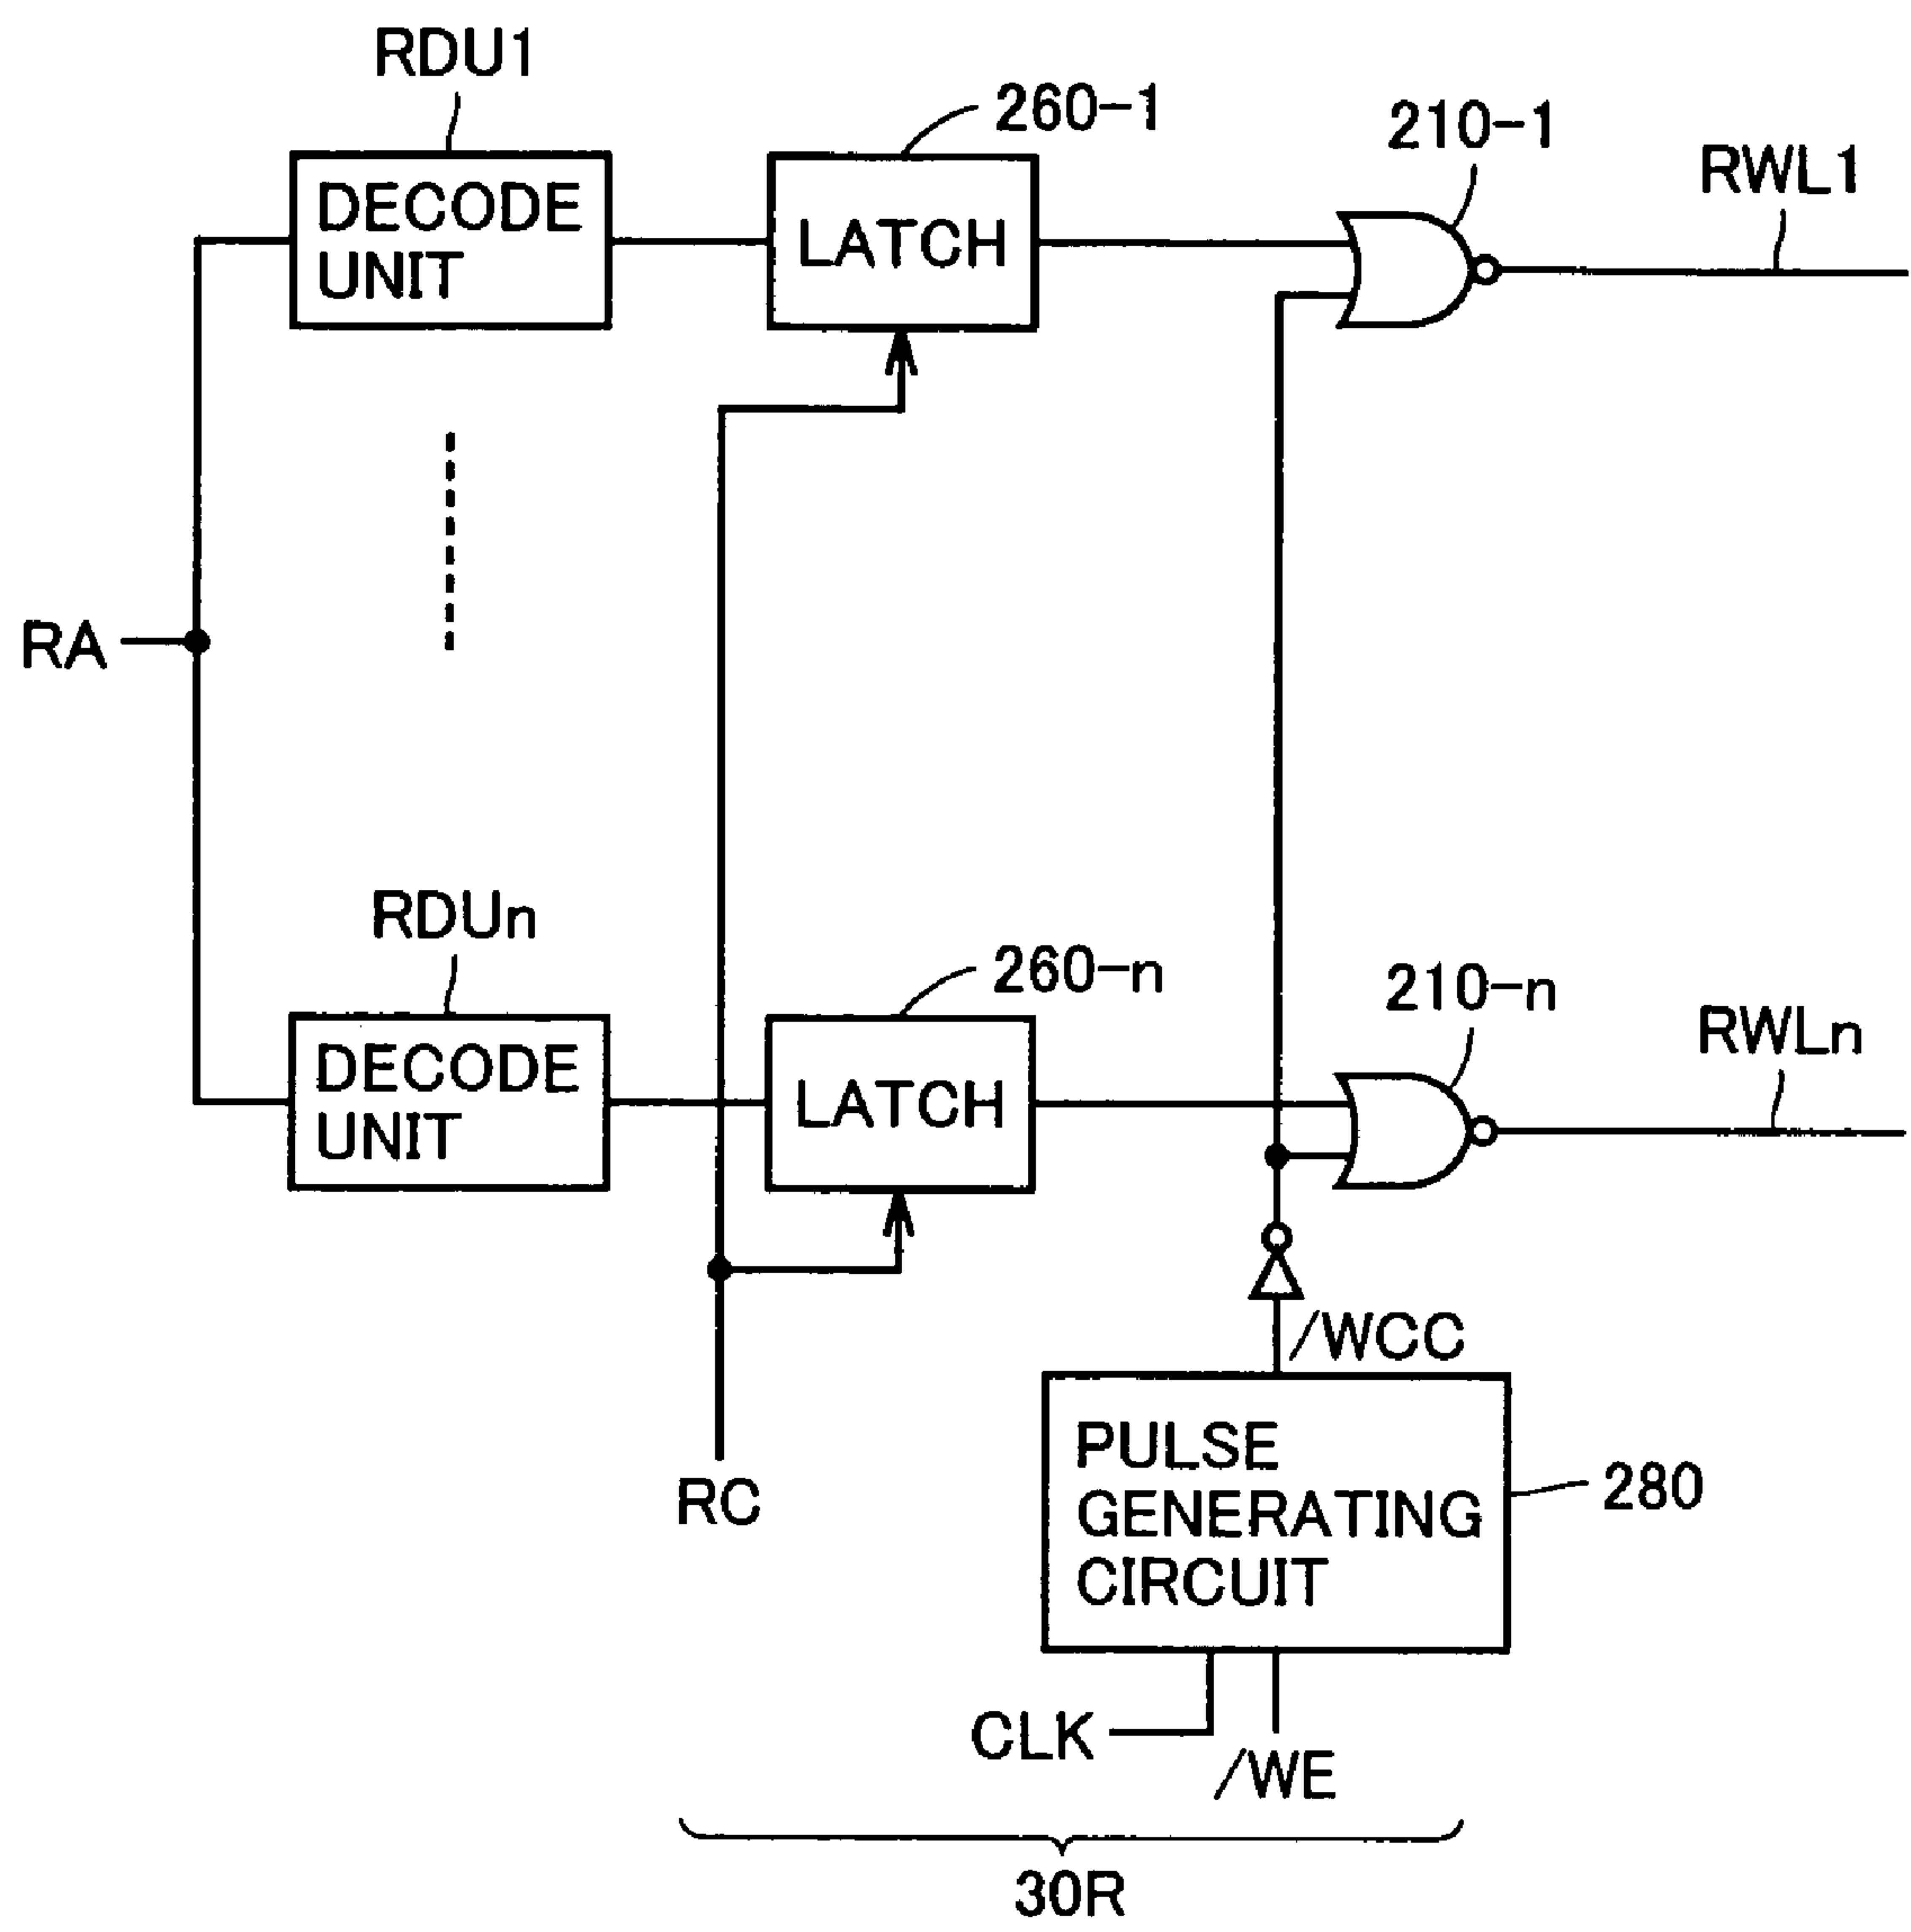 RDU1
260-1
210-1
RWL1
DECODE
UNIT
LATCH
RA
RDUn
260-n
210-n
RWLn
DECODE
UNIT
LATCH
/WCC
RC
PULSE
GENERATING
CIRCUIT
280
CLK
/WE
30R